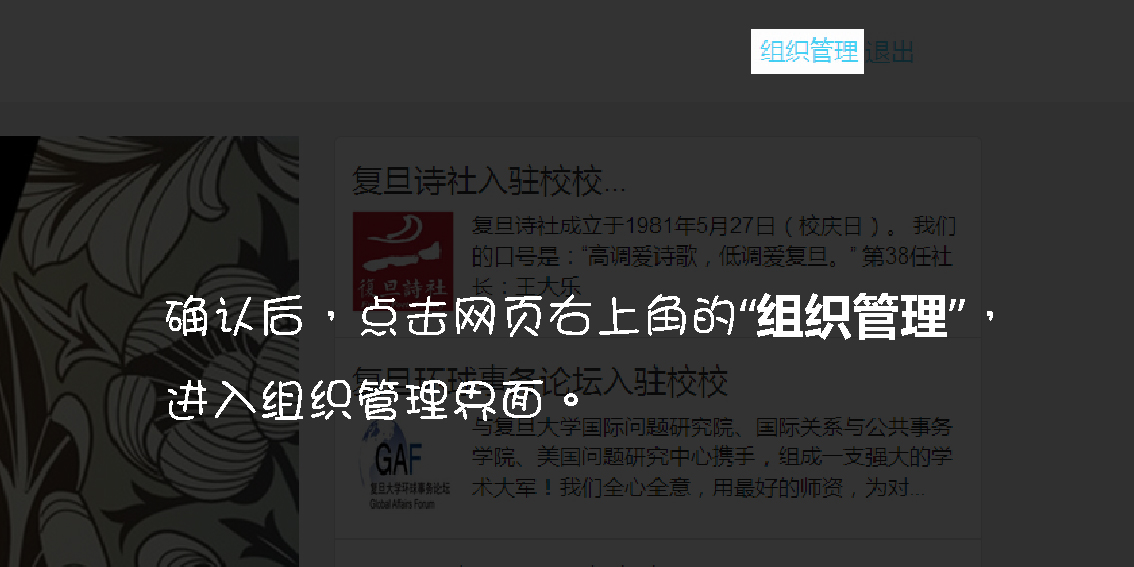 组织管理 退出
复旦诗社入驻校校...
复旦诗社成立于1981年5月27日（校庆日）。 我们
的口号是：“高调爱诗歌，低调爱复旦。” 第38任社
长：王大乐
復旦詩社
确认后，点击网页右上角的“组织管理”，
复旦环球事务论坛入驻校校
进入组织管理界面。
与复旦大学国际问题研究院、国际关系与公共事务
学院、美国问题研究中心携手，组成一支强大的学
术大军！我们全心全意，用最好的师资，为对...
GAF
复旦大学环球事务论坛
Global Affairs Forum